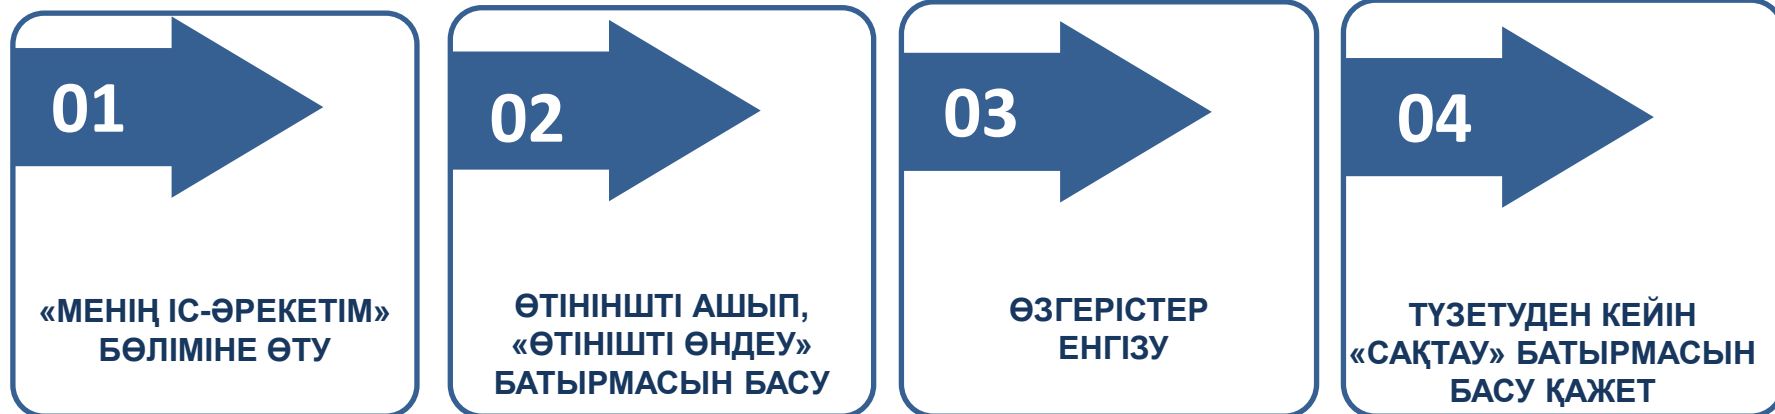 01
«МЕНІҢ ІС-ӘРЕКЕТІМ»
БӨЛІМІНЕ ӨТУ
02
ӨТІНІНШТІ АШЫП,
«ӨТІНІШТІ ӨНДЕУ»
БАТЫРМАСЫН БАСУ
03
ӨЗГЕРІСТЕР
ЕНГІЗУ
04
ТҮЗЕТУДЕН КЕЙІН
«САҚТАУ» БАТЫРМАСЫН
БАСУ ҚАЖЕТ